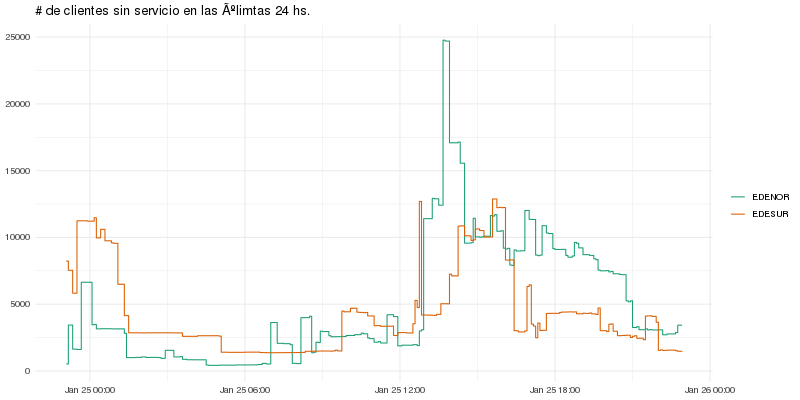 # de clientes sin servicio en las Ãºlimtas 24 hs.
25000
20000
15000
10000
5000
0
Jan 25 00:00
Jan 25 06:00
Jan 25 12:00
Jan 25 18:00
Jan 26 00:00
EDENOR
EDESUR